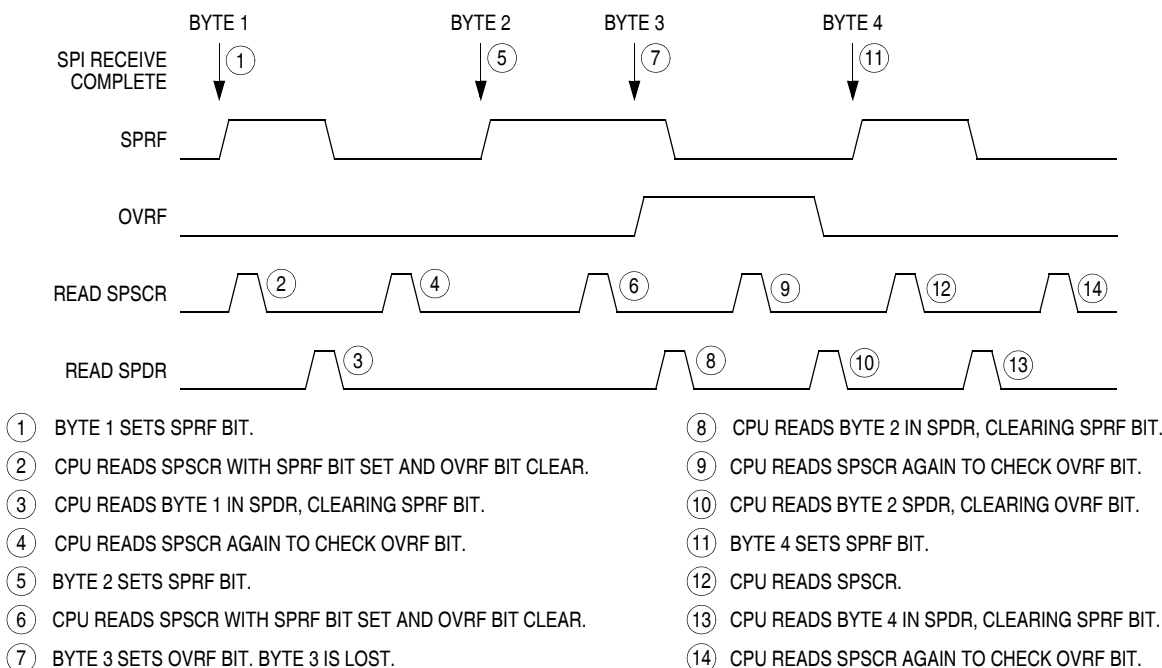 BYTE 1 BYTE 2 BYTE 3 BYTE 4
SPI RECEIVE
COMPLETE
1 5 7 11
SPRF
OVRF
READ SPSCR
2 4 6 9 12 14
READ SPDR
3 8 10 13
1 BYTE 1 SETS SPRF BIT.
2 CPU READS SPSCR WITH SPRF BIT SET AND OVRF BIT CLEAR.
3 CPU READS BYTE 1 IN SPDR, CLEARING SPRF BIT.
4 CPU READS SPSCR AGAIN TO CHECK OVRF BIT.
5 BYTE 2 SETS SPRF BIT.
6 CPU READS SPSCR WITH SPRF BIT SET AND OVRF BIT CLEAR.
7 BYTE 3 SETS OVRF BIT. BYTE 3 IS LOST.
8 CPU READS BYTE 2 IN SPDR, CLEARING SPRF BIT.
9 CPU READS SPSCR AGAIN TO CHECK OVRF BIT.
10 CPU READS BYTE 2 SPDR, CLEARING OVRF BIT.
11 BYTE 4 SETS SPRF BIT.
12 CPU READS SPSCR.
13 CPU READS BYTE 4 IN SPDR, CLEARING SPRF BIT.
14 CPU READS SPSCR AGAIN TO CHECK OVRF BIT.